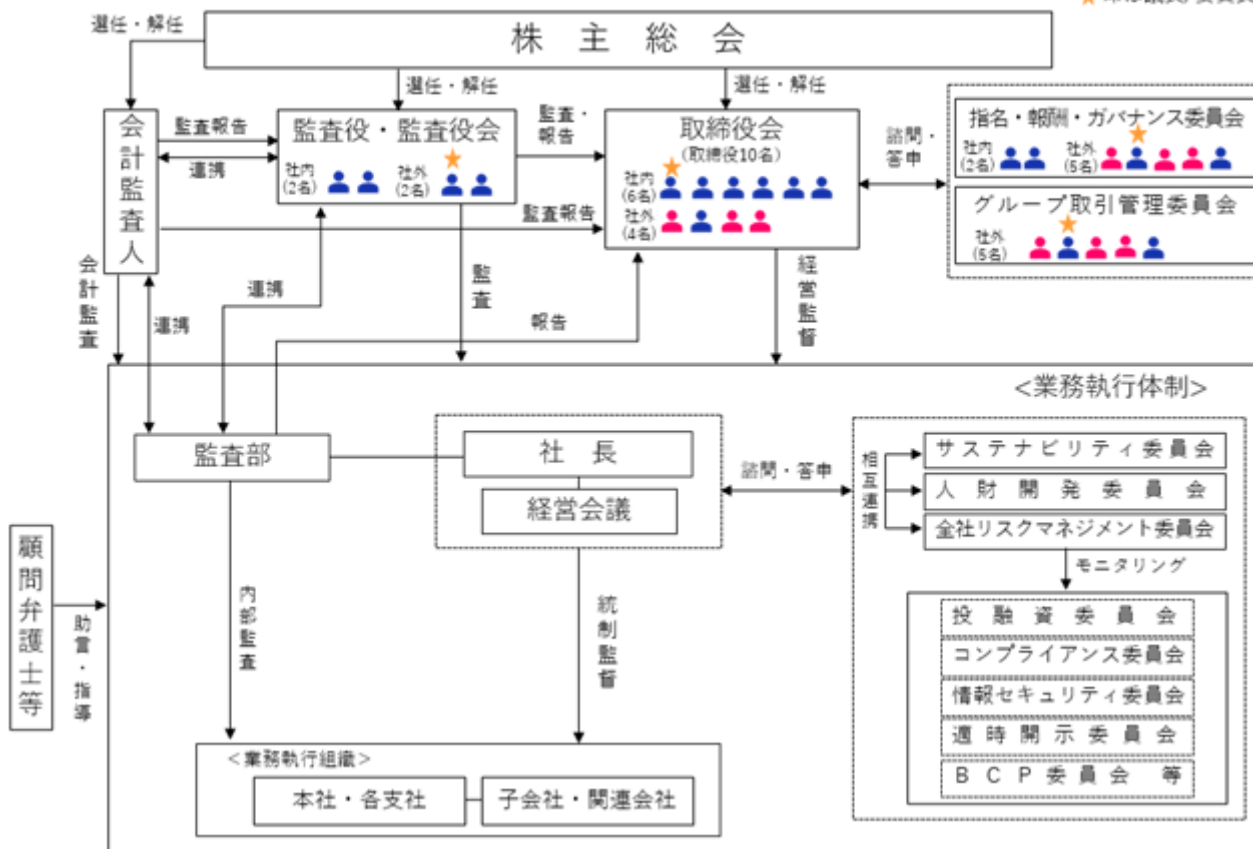 選任・解任
株主総会
選任・解任
選任・解任
会計監査人
監査報告
連携
監査役・監査役会
社内
(2名)
社外
(2名)
監査・
報告
取締役会
(取締役10名)
社内
(6名)
社外
(4名)
諮問・
答申
指名・報酬・ガバナンス委員会
社内
(2名)
社外
(5名)
グループ取引管理委員会
社外
(5名)
監査報告
会計監査
連携
連携
監査
報告
経営監督
<業務執行体制>
監査部
社長
経営会議
諮問・答申
相互連携
サステナビリティ委員会
人財開発委員会
全社リスクマネジメント委員会
モニタリング
投融資委員会
コンプライアンス委員会
情報セキュリティ委員会
適時開示委員会
BCP委員会 等
顧問弁護士等
助言・指導
内部監査
統制監督
<業務執行組織>
本社・各支社
子会社・関連会社